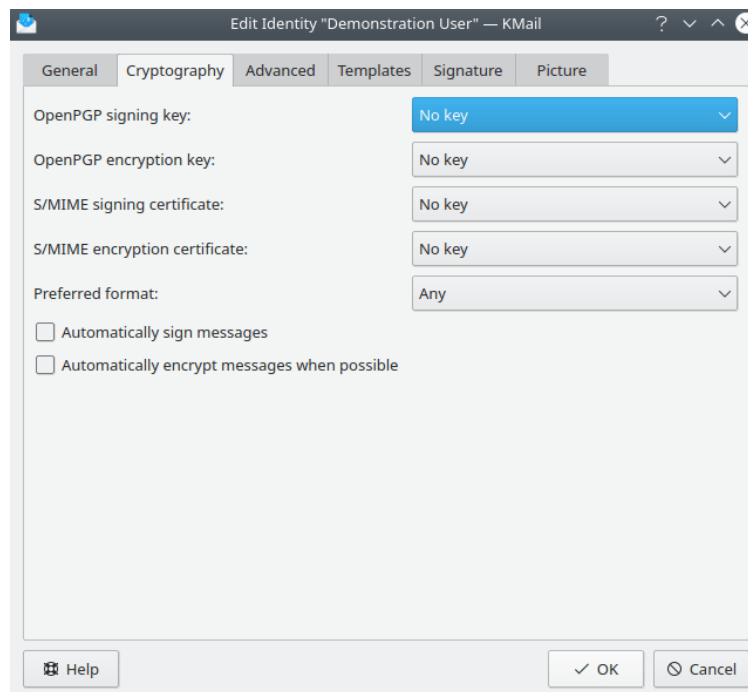 Edit Identity "Demonstration User" — KMail
General Cryptography Advanced Templates Signature Picture
OpenPGP signing key: No key
OpenPGP encryption key: No key
S/MIME signing certificate: No key
S/MIME encryption certificate: No key
Preferred format: Any
Automatically sign messages
Automatically encrypt messages when possible
Help OK Cancel